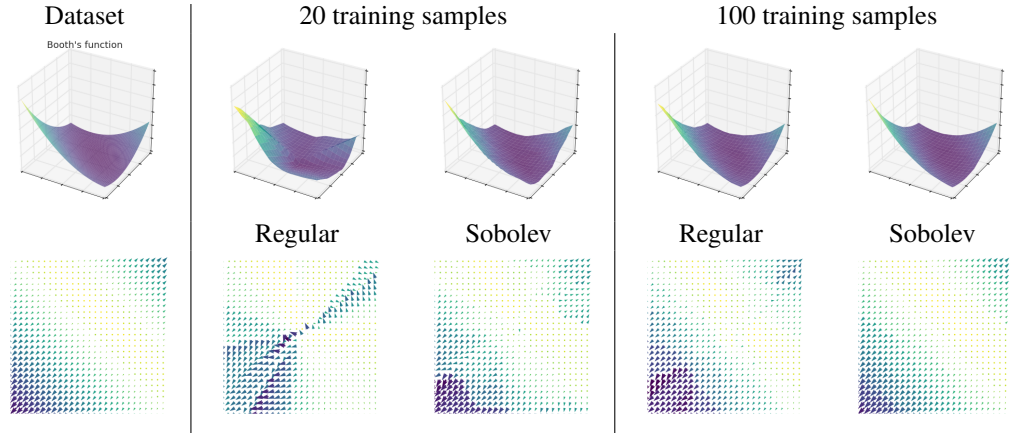 Dataset
20 training samples
100 training samples
Booth's function
Regular
Sobolev
Regular
Sobolev